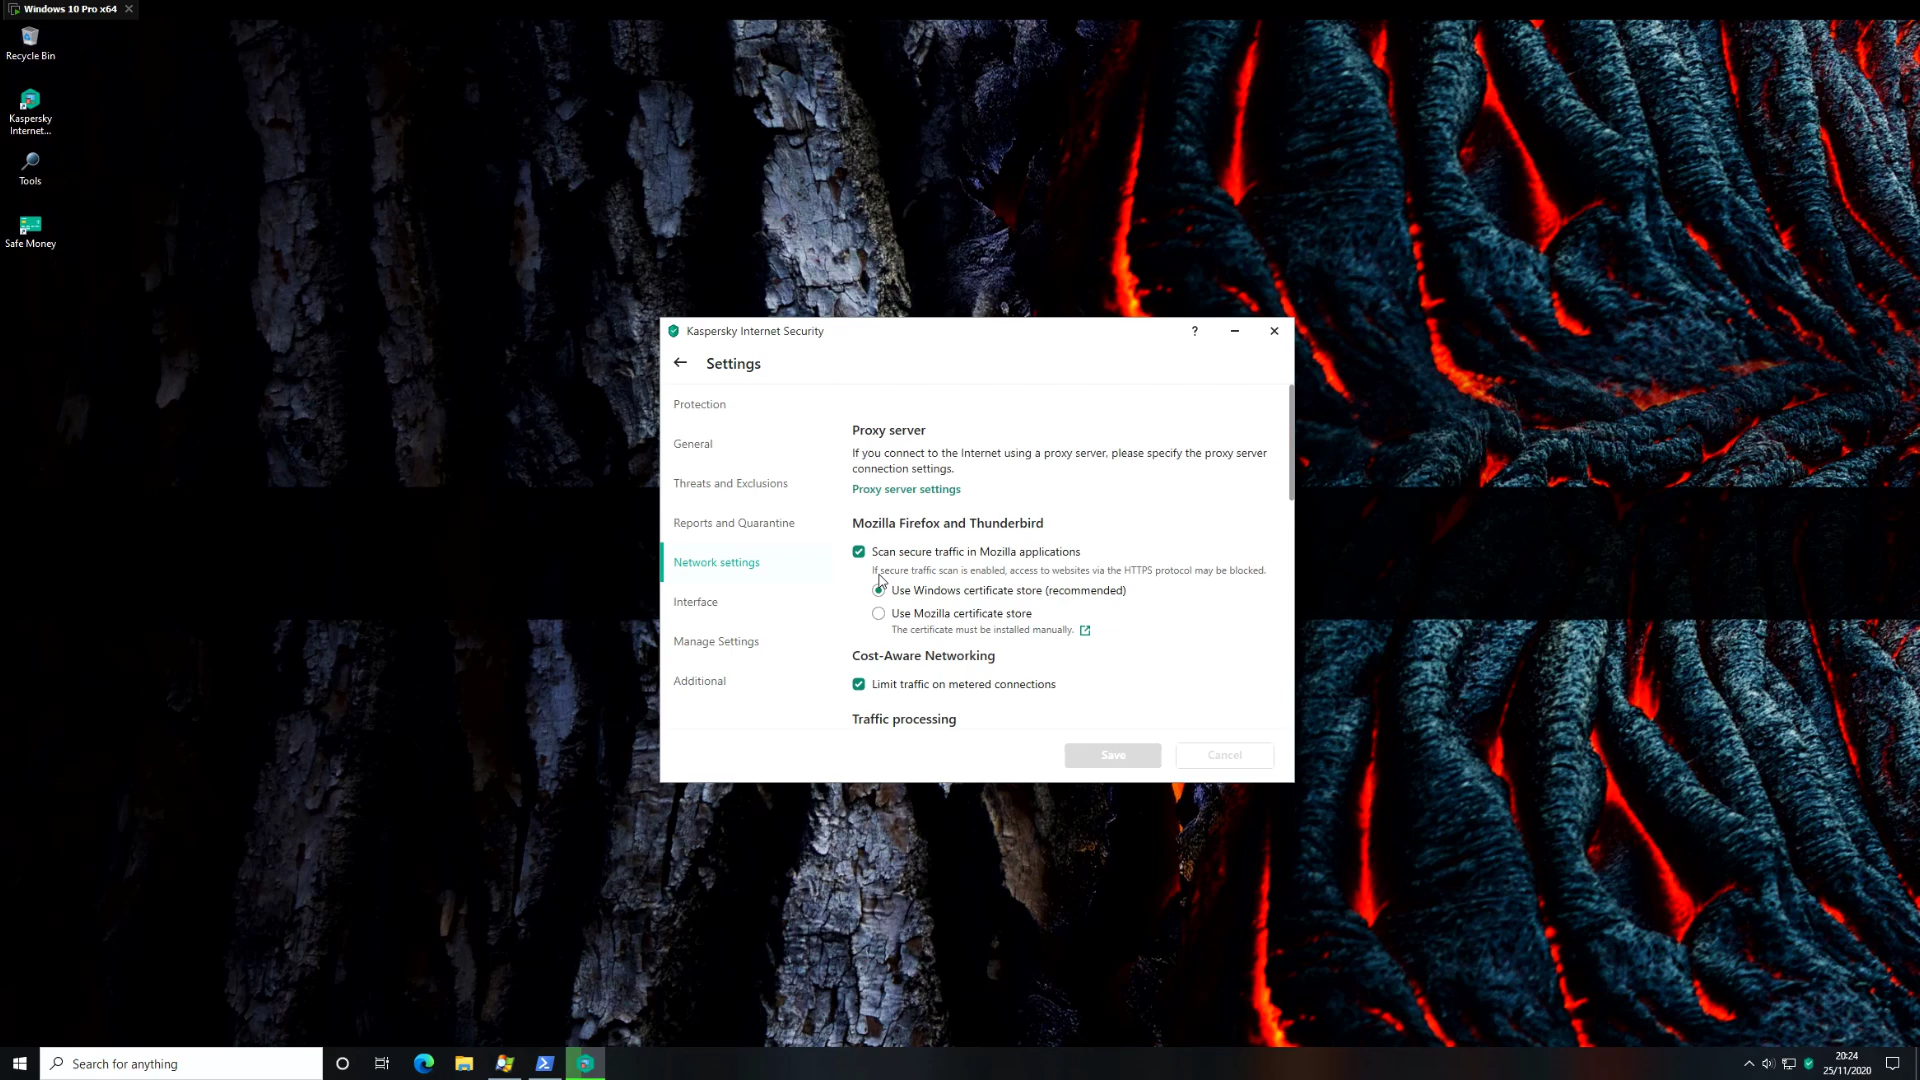 Windows 10 Pro x64
Recycle Bin
Kaspersky
Internet...
Tools
Safe Money
Kaspersky Internet Security
?
Settings
Protection
General
Threats and Exclusions
Reports and Quarantine
Network settings
Interface
Manage Settings
Additional
Proxy server
If you connect to the Internet using a proxy server, please specify the proxy server
connection settings.
Proxy server settings
Mozilla Firefox and Thunderbird
Scan secure traffic in Mozilla applications
If secure traffic scan is enabled, access to websites via the HTTPS protocol may be blocked.
Use Windows certificate store (recommended)
Use Mozilla certificate store
The certificate must be installed manually.
Cost-Aware Networking
Limit traffic on metered connections
Traffic processing
Save
Cancel
Search for anything
20:24
25/11/2020